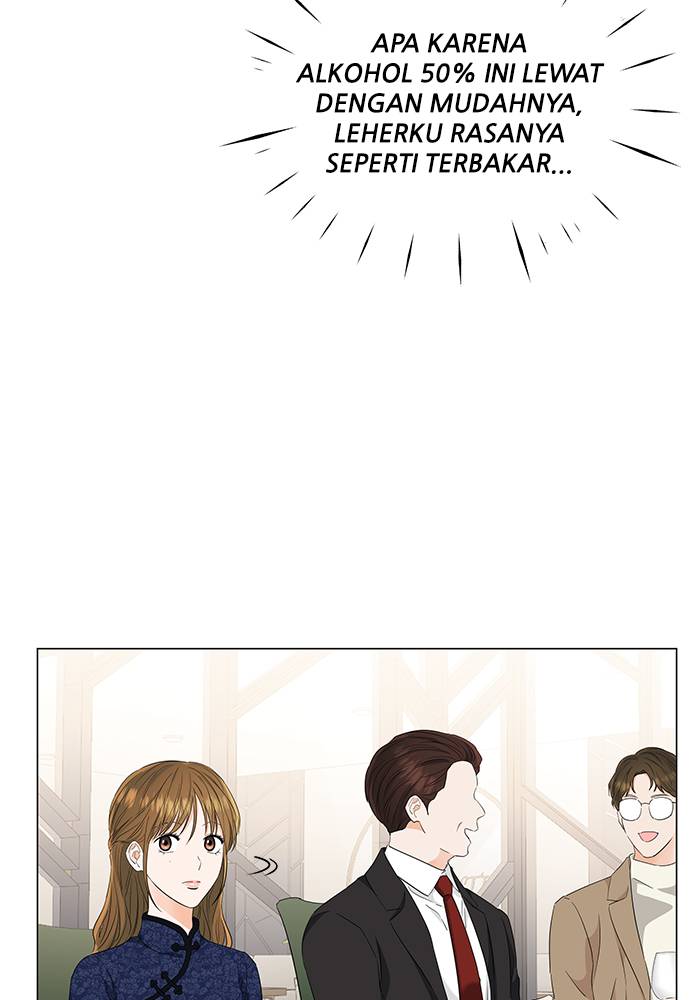 APA KARENA
ALKOHOL 50% INI LEWAT
DENGAN MUDAHNYA,
LEHERKU RASANYA
SEPERTI TERBAKAR...